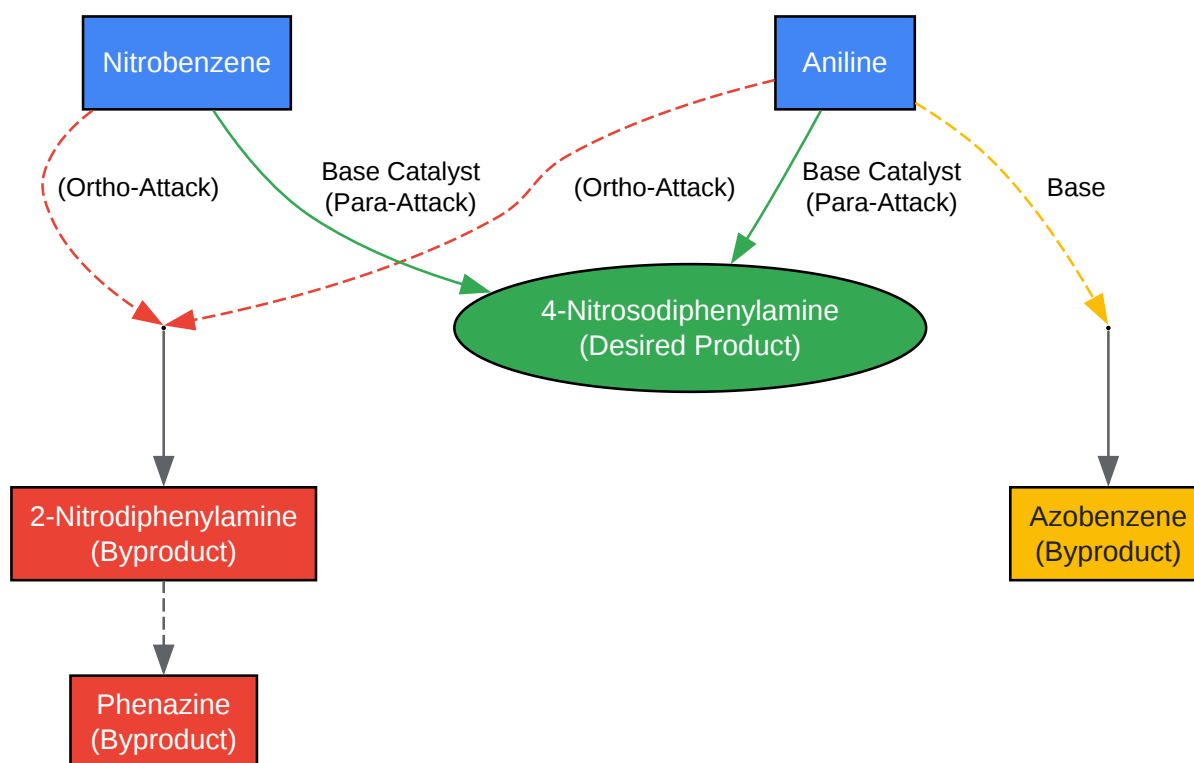 Nitrobenzene
Aniline
(Ortho-Attack)
Base Catalyst
(Para-Attack)
(Ortho-Attack)
Base Catalyst
(Para-Attack)
Base
4-Nitrosodiphenylamine
(Desired Product)
2-Nitrodiphenylamine
(Byproduct)
Azobenzene
(Byproduct)
Phenazine
(Byproduct)